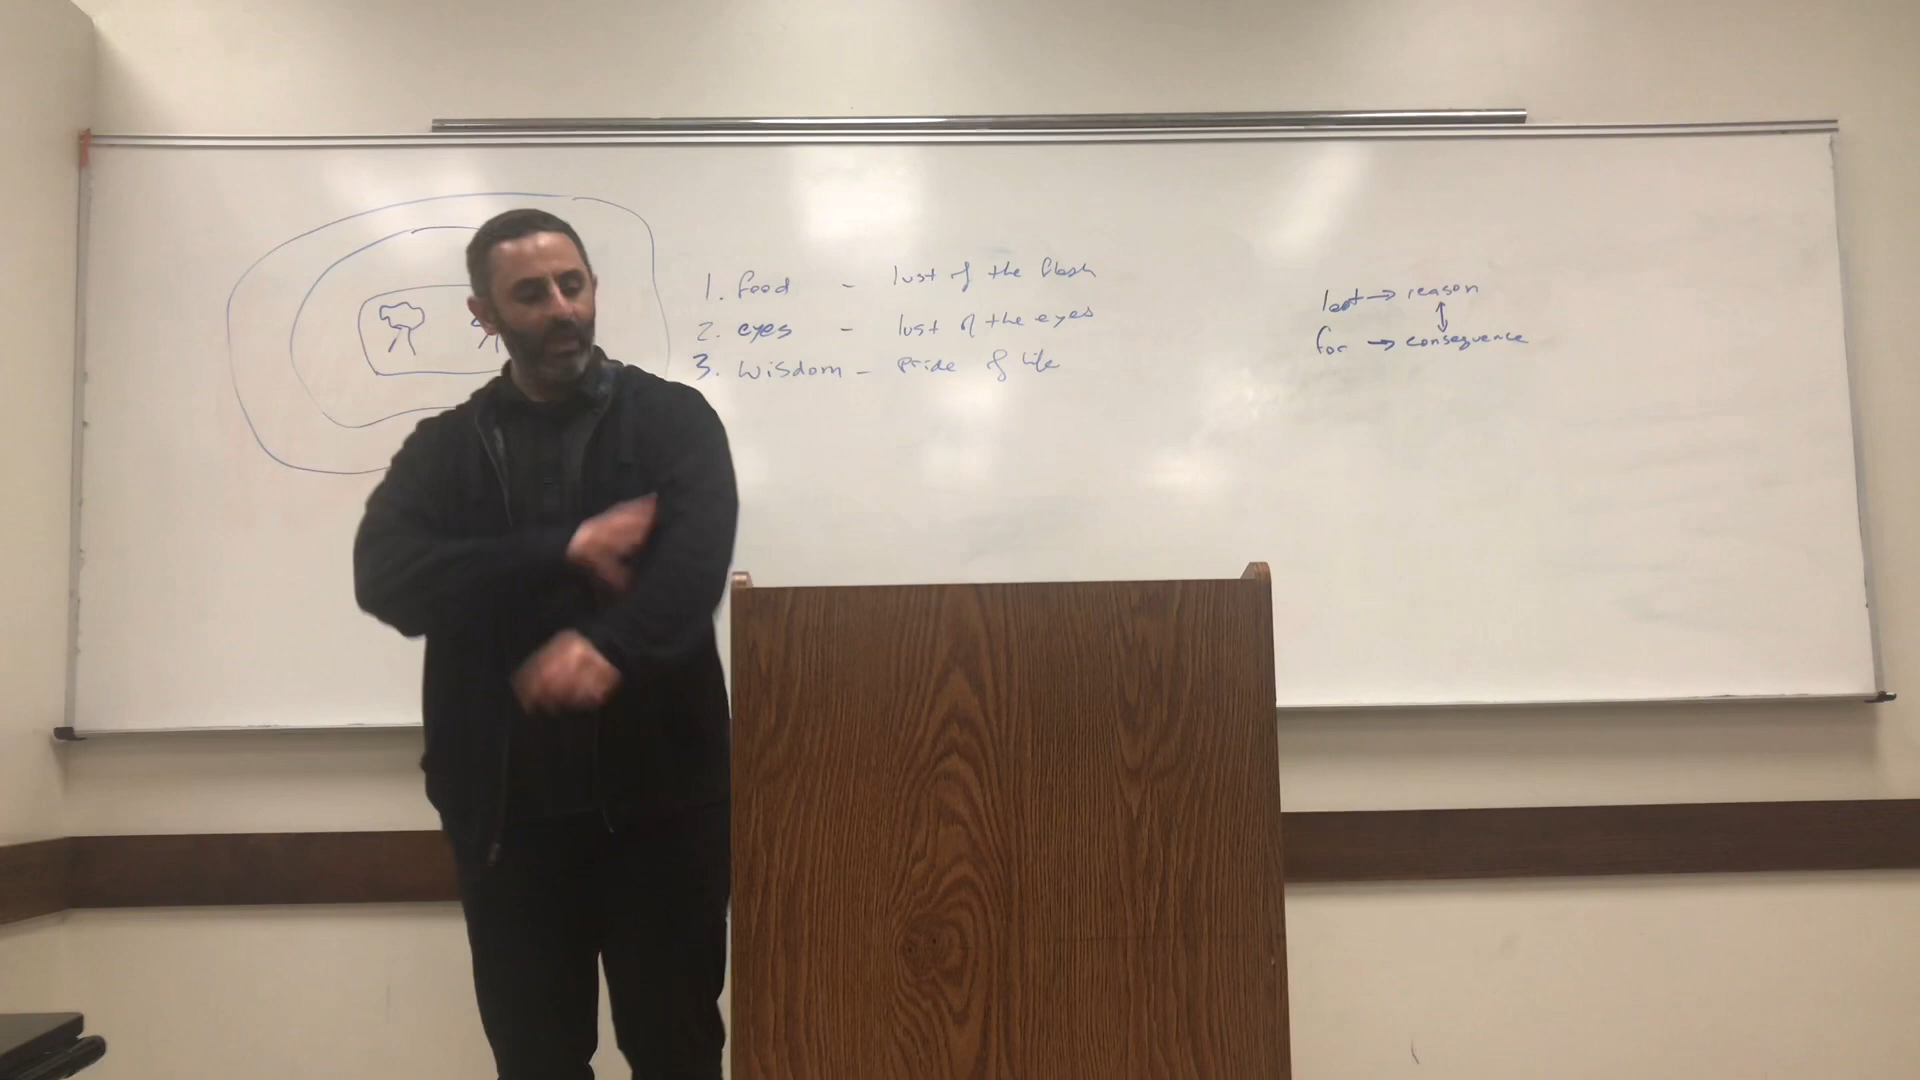 1. food - lust of the flesh
2. eyes - lust of the eyes
3. wisdom - Pride of life
lest → reason
for → consequence